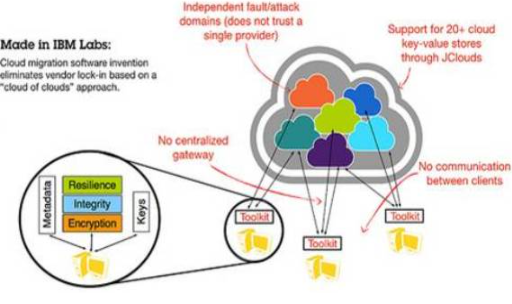 Independent fault/attack
domains (does not trust a
single provider)
Support for 20+ cloud
key-value stores
through JClouds
Made in IBM Labs:
Cloud migration software invention
eliminates vendor lock-in based on a
"cloud of clouds" approach.
No centralized
gateway
No communication
between clients
Metadata
Resilience
Integrity
Encryption
Keys
Toolkit
Toolkit
Toolkit